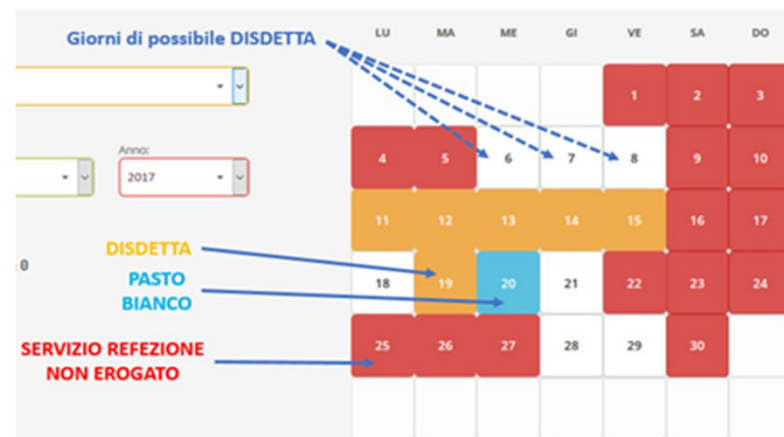 Giorni di possibile DISDETTA
LU MA ME GI VE SA DO
1 2 3
Anno:
2017
4 5 6 7 8 9 10
11 12 13 14 15 16 17
DISDETTA
0
PASTO
BIANCO
18 19 20 21 22 23 24
SERVIZIO REFEZIONE
NON EROGATO
25 26 27 28 29 30